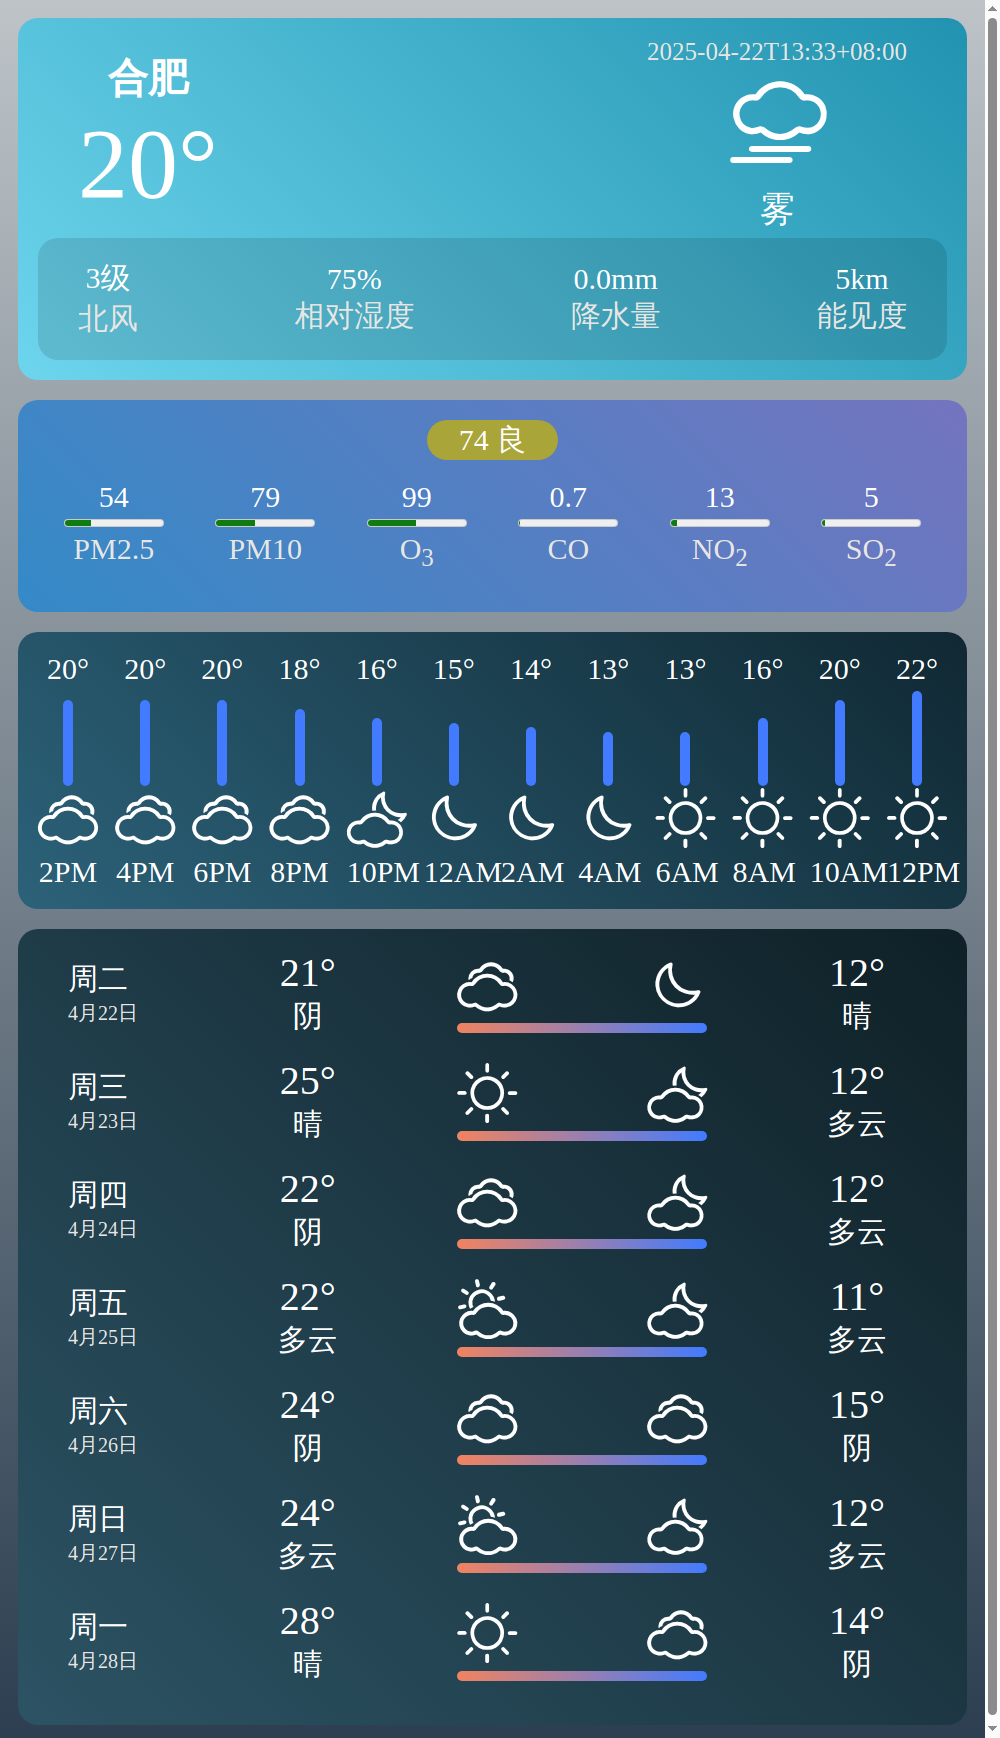 合肥
2025-04-22T13:33+08:00
20°
雾
3级 75% 0.0mm 5km
北风 相对湿度 降水量 能见度
74 良
54 79 99 0.7 13 5
PM2.5 PM10 O3 CO NO2 SO2
20° 20° 20° 18° 16° 15° 14° 13° 13° 16° 20° 22°
2PM 4PM 6PM 8PM 10PM 12AM 2AM 4AM 6AM 8AM 10AM 12PM
周二 21° 12°
4月22日 阴 晴
周三 25° 12°
4月23日 晴 多云
周四 22° 12°
4月24日 阴 多云
周五 22° 11°
4月25日 多云 多云
周六 24° 15°
4月26日 阴 阴
周日 24° 12°
4月27日 多云 多云
周一 28° 14°
4月28日 晴 阴